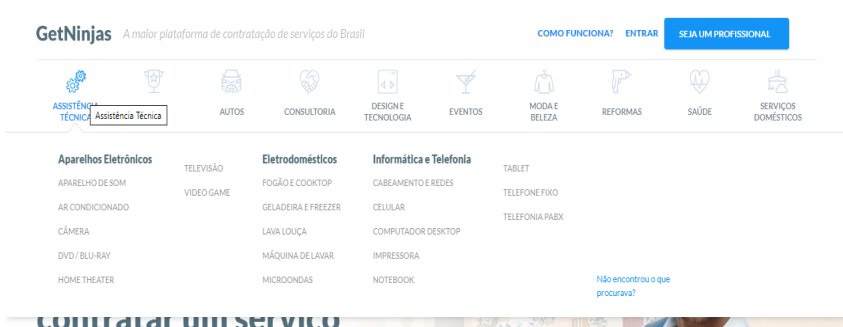 GetNinjas A maior plataforma de contratação de serviços do Brasil
COMO FUNCIONA? ENTRAR SEJA UM PROFISSIONAL
ASSISTÊNCIA
TÉCNICA
Assistência Técnica
AUTOS
CONSULTORIA
DESIGN E
TECNOLOGIA
EVENTOS
MODA E
BELEZA
REFORMAS
SAÚDE
SERVIÇOS
DOMÉSTICOS
Aparelhos Eletrônicos
APARELHO DE SOM
AR CONDICIONADO
CÂMERA
DVD / BLU-RAY
HOME THEATER
TELEVISÃO
VIDEO GAME
Eletrodomésticos
FOGÃO E COOKTOP
GELADEIRA E FREEZER
LAVA LOUÇA
MÁQUINA DE LAVAR
MICROONDAS
Informática e Telefonia
CABEAMENTO E REDES
CELULAR
COMPUTADOR DESKTOP
IMPRESSORA
NOTEBOOK
TABLET
TELEFONE FIXO
TELEFONIA PABX
Não encontrou o que
procurava?
contratar um serviço